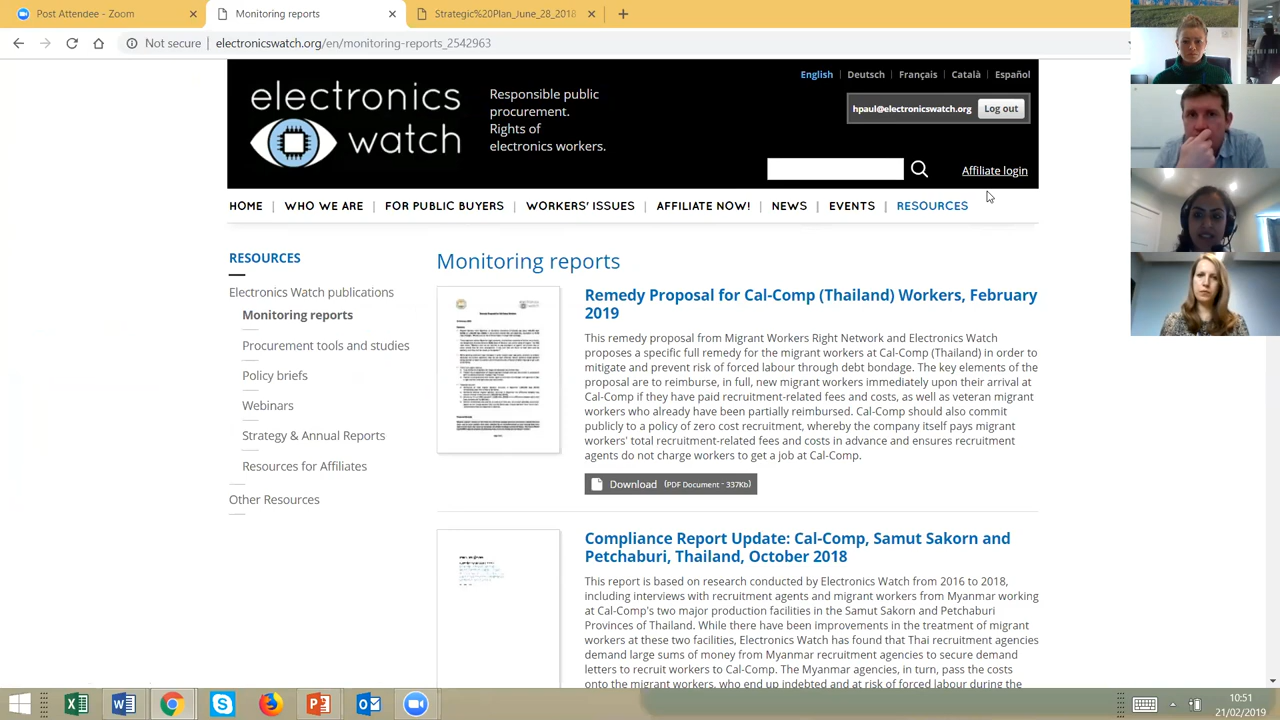 Post Attendee - Zoom
Monitoring reports
Strategic%20Plan_June_28_2018
Not secure
electronicswatch.org/en/monitoring-reports_2542963
English
Deutsch
Français
Català
Español
electronics
watch
Responsible public
procurement.
Rights of
electronics workers.
hpaul@electronicswatch.org
Log out
Affiliate login
HOME
WHO WE ARE
FOR PUBLIC BUYERS
WORKERS' ISSUES
AFFILIATE NOW!
NEWS
EVENTS
RESOURCES
RESOURCES
Electronics Watch publications
Monitoring reports
Procurement tools and studies
Policy briefs
Webinars
Strategy & Annual Reports
Resources for Affiliates
Other Resources
Monitoring reports
Remedy Proposal for Cal-Comp (Thailand) Workers, February
2019
This remedy proposal from Migrant Workers Right Network and Electronics Watch
proposes a specific full remedy for the migrant workers at Cal-Comp (Thailand) in order to
mitigate and prevent risk of forced labour through debt bondage. The key elements of the
proposal are to reimburse, in full, new migrant workers immediately upon their arrival at
Cal-Comp if they have paid recruitment-related fees and costs, as well as veteran migrant
workers who already have been partially reimbursed. Cal-Comp should also commit
publicly to a policy of zero cost recruitment, whereby the company itself pays migrant
workers' total recruitment-related fees and costs in advance and ensures recruitment
agents do not charge workers to get a job at Cal-Comp.
Download (PDF Document - 337Kb)
Compliance Report Update: Cal-Comp, Samut Sakorn and
Petchaburi, Thailand, October 2018
This report is based on research conducted by Electronics Watch from 2016 to 2018,
including interviews with recruitment agents and migrant workers from Myanmar working
at Cal-Comp's two major production facilities in the Samut Sakorn and Petchaburi
Provinces of Thailand. While there have been improvements in the treatment of migrant
workers at these two facilities, Electronics Watch has found that Thai recruitment agencies
demand large sums of money from Myanmar recruitment agencies to secure demand
letters to recruit workers to Cal-Comp. The Myanmar agencies, in turn, pass the costs
onto the migrant workers, who end up indebted and at risk of forced labour during the
10:51
21/02/2019